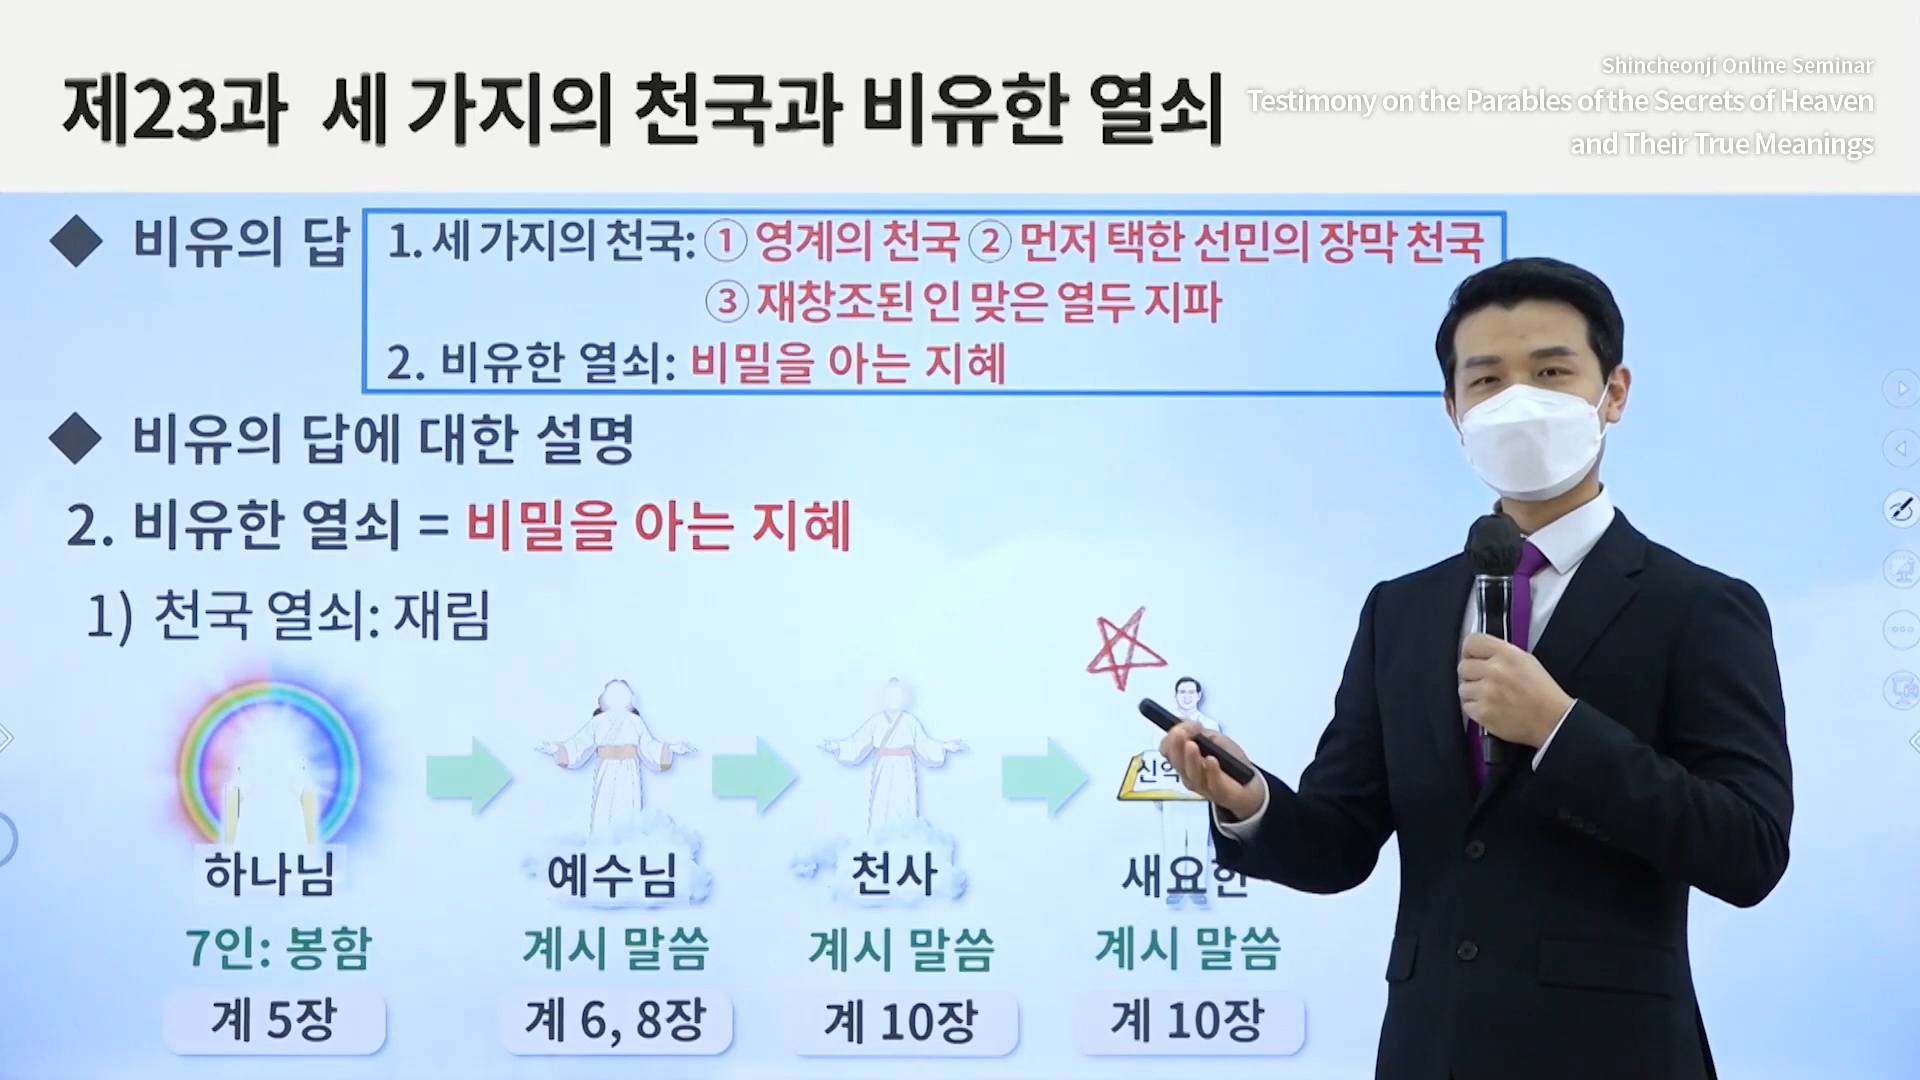 제23과 세 가지의 천국과 비유한 열쇠
Shincheonji Online Seminar
Testimony on the Parables of the Secrets of Heaven
and Their True Meanings
◆ 비유의 답
1. 세 가지의 천국: ① 영계의 천국 ② 먼저 택한 선민의 장막 천국
③ 재창조된 인 맞은 열두 지파
2. 비유한 열쇠: 비밀을 아는 지혜
◆ 비유의 답에 대한 설명
2. 비유한 열쇠 = 비밀을 아는 지혜
1) 천국 열쇠: 재림
신약
하나님 예수님 천사 새요한
7인: 봉함 계시 말씀 계시 말씀 계시 말씀
계 5장 계 6, 8장 계 10장 계 10장